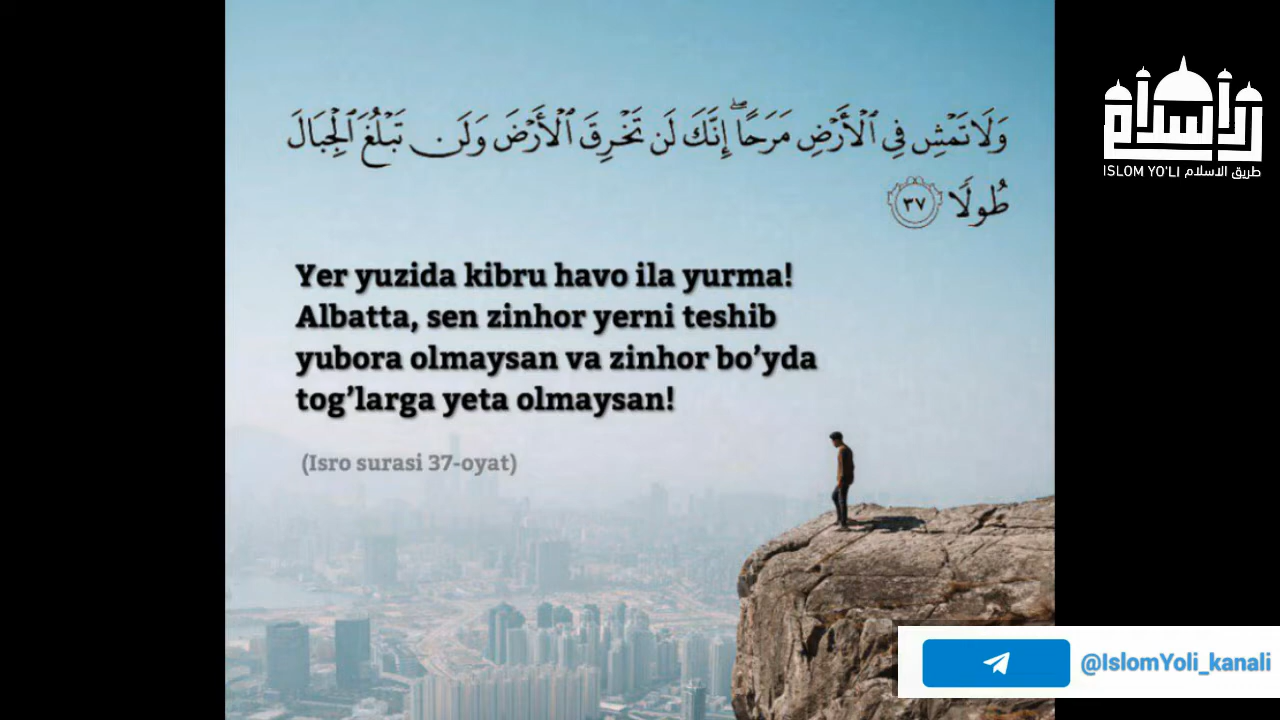 وَلَا تَمْشِ فِي ٱلْأَرْضِ مَرَحًا ۖ إِنَّكَ لَن تَخْرِقَ ٱلْأَرْضَ وَلَن تَبْلُغَ ٱلْجِبَالَ
طُولًا ٣٧
Yer yuzida kibru havo ila yurma!
Albatta, sen zinhor yerni teshib
yubora olmaysan va zinhor bo’yda
tog’larga yeta olmaysan!
(Isro surasi 37-oyat)
ISLOM YO'LI طريق الاسلام
@IslomYoli_kanali